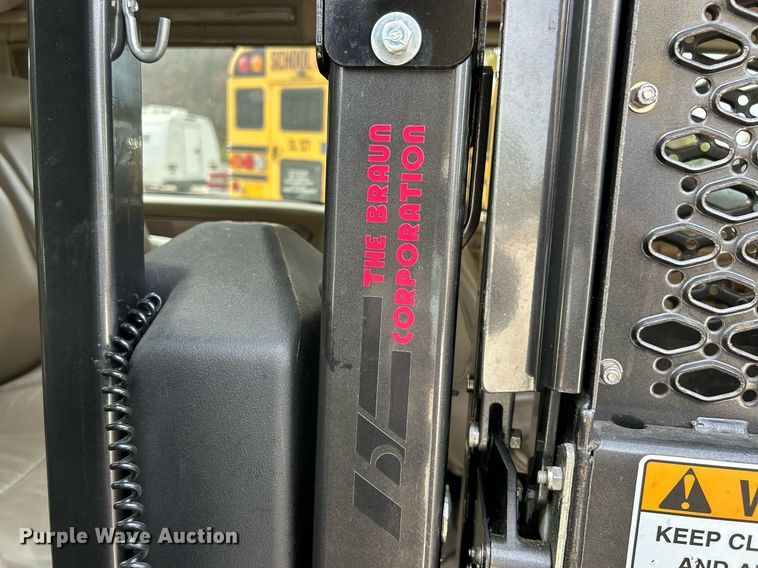 SCHOOL
THE BRAUN
CORPORATION
KEEP CL
AND A
Purple Wave Auction